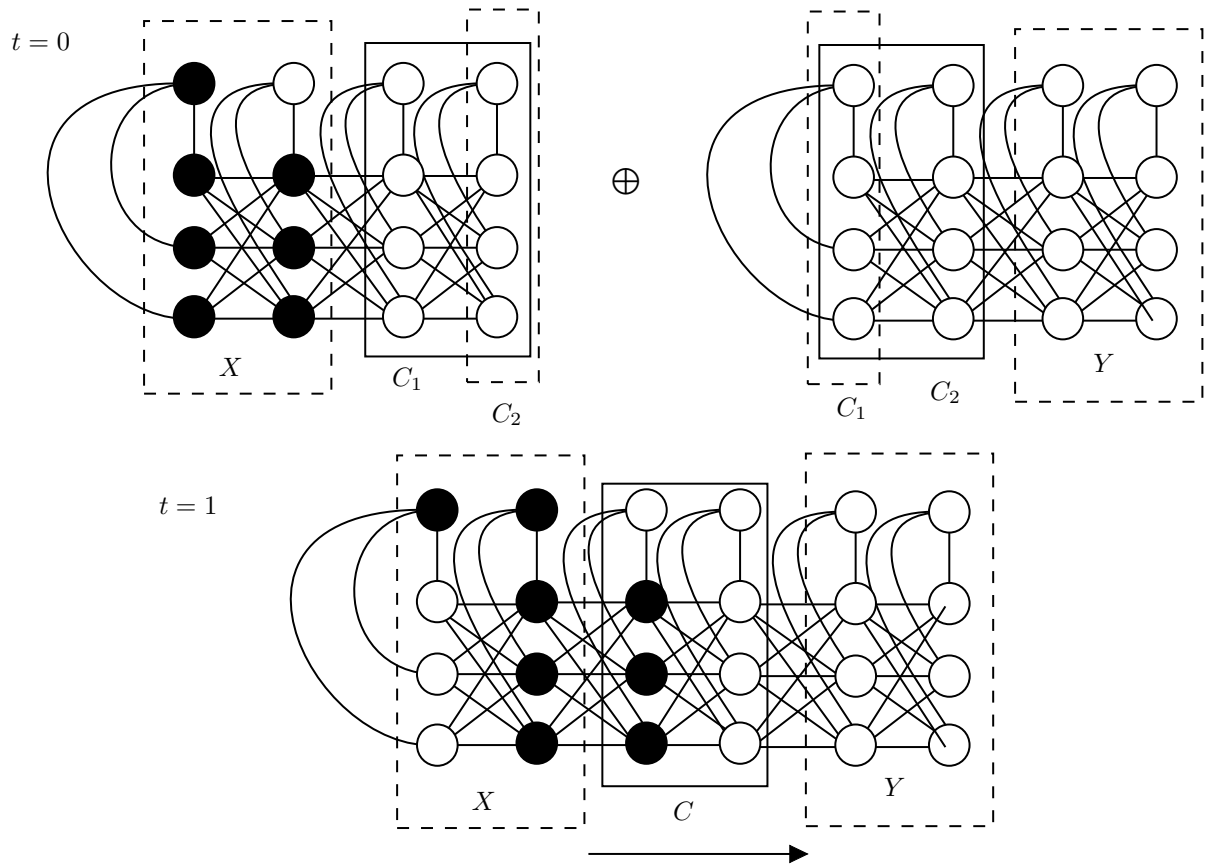 t = 0
⊕
X
C₁
C₂
C₁
C₂
Y
t = 1
X
C
Y